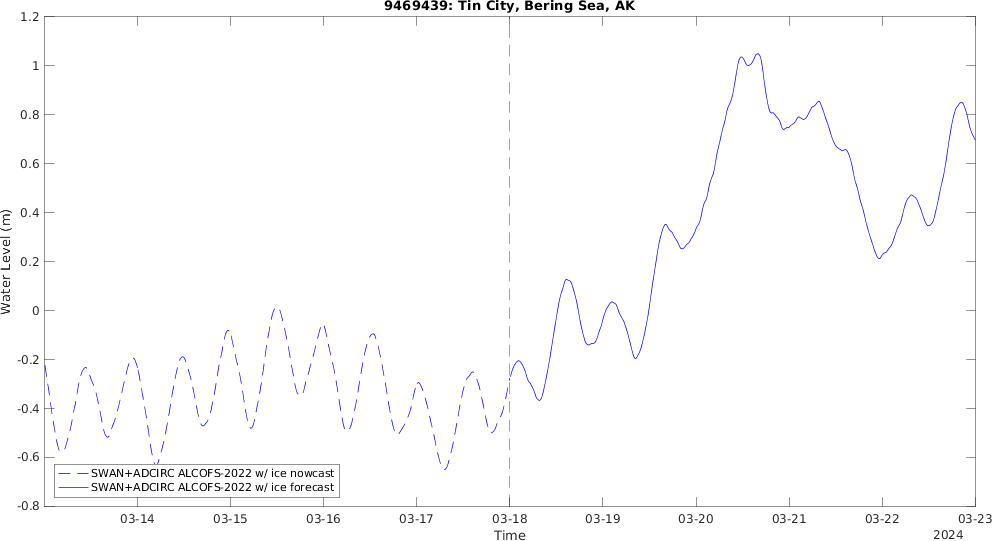 9469439: Tin City, Bering Sea, AK
1.2
1
0.8
0.6
0.4
0.2
0
-0.2
-0.4
-0.6
-0.8
Water Level (m)
SWAN+ADCIRC ALCOFS-2022 w/ ice nowcast
SWAN+ADCIRC ALCOFS-2022 w/ ice forecast
03-14 03-15 03-16 03-17 03-18 03-19 03-20 03-21 03-22 03-23
Time
2024